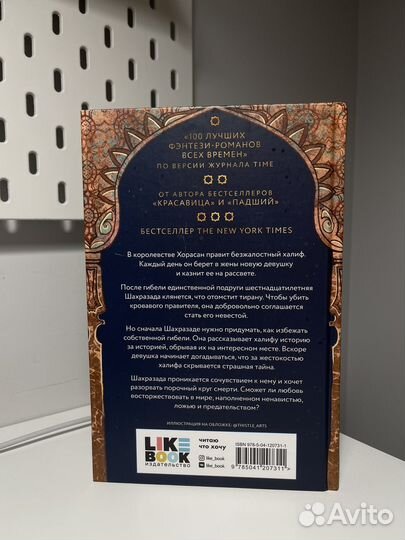 «100 ЛУЧШИХ
ФЭНТЕЗИ-РОМАНОВ
ВСЕХ ВРЕМЕН»
ПО ВЕРСИИ ЖУРНАЛА TIME
ОТ АВТОРА БЕСТСЕЛЛЕРОВ
«КРАСАВИЦА» И «ПАДШИЙ»
БЕСТСЕЛЛЕР THE NEW YORK TIMES
В королевстве Хорасан правит безжалостный халиф.
Каждый день он берет в жены новую девушку
и казнит ее на рассвете.
После гибели единственной подруги шестнадцатилетняя
Шахразада клянется, что отомстит тирану. Чтобы убить
кровавого правителя, она добровольно соглашается
стать его невестой.
Но сначала Шахразаде нужно придумать, как избежать
собственной гибели. Она рассказывает халифу историю
за историей, обрывая их на интересном месте. Вскоре
девушка начинает догадываться, что за жестокостью
халифа скрывается страшная тайна.
Шахразада проникается сочувствием к нему и хочет
разорвать порочный круг смерти. Сможет ли любовь
восторжествовать в мире, наполненном ненавистью,
ложью и предательством?
ИЛЛЮСТРАЦИЯ НА ОБЛОЖКЕ: @THISTLE_ARTS
LIKE
BOOK
ИЗДАТЕЛЬСТВО
читаю
что хочу
like_book
like_book
ISBN 978-5-04-120731-1
9 785041 207311 >
Avito